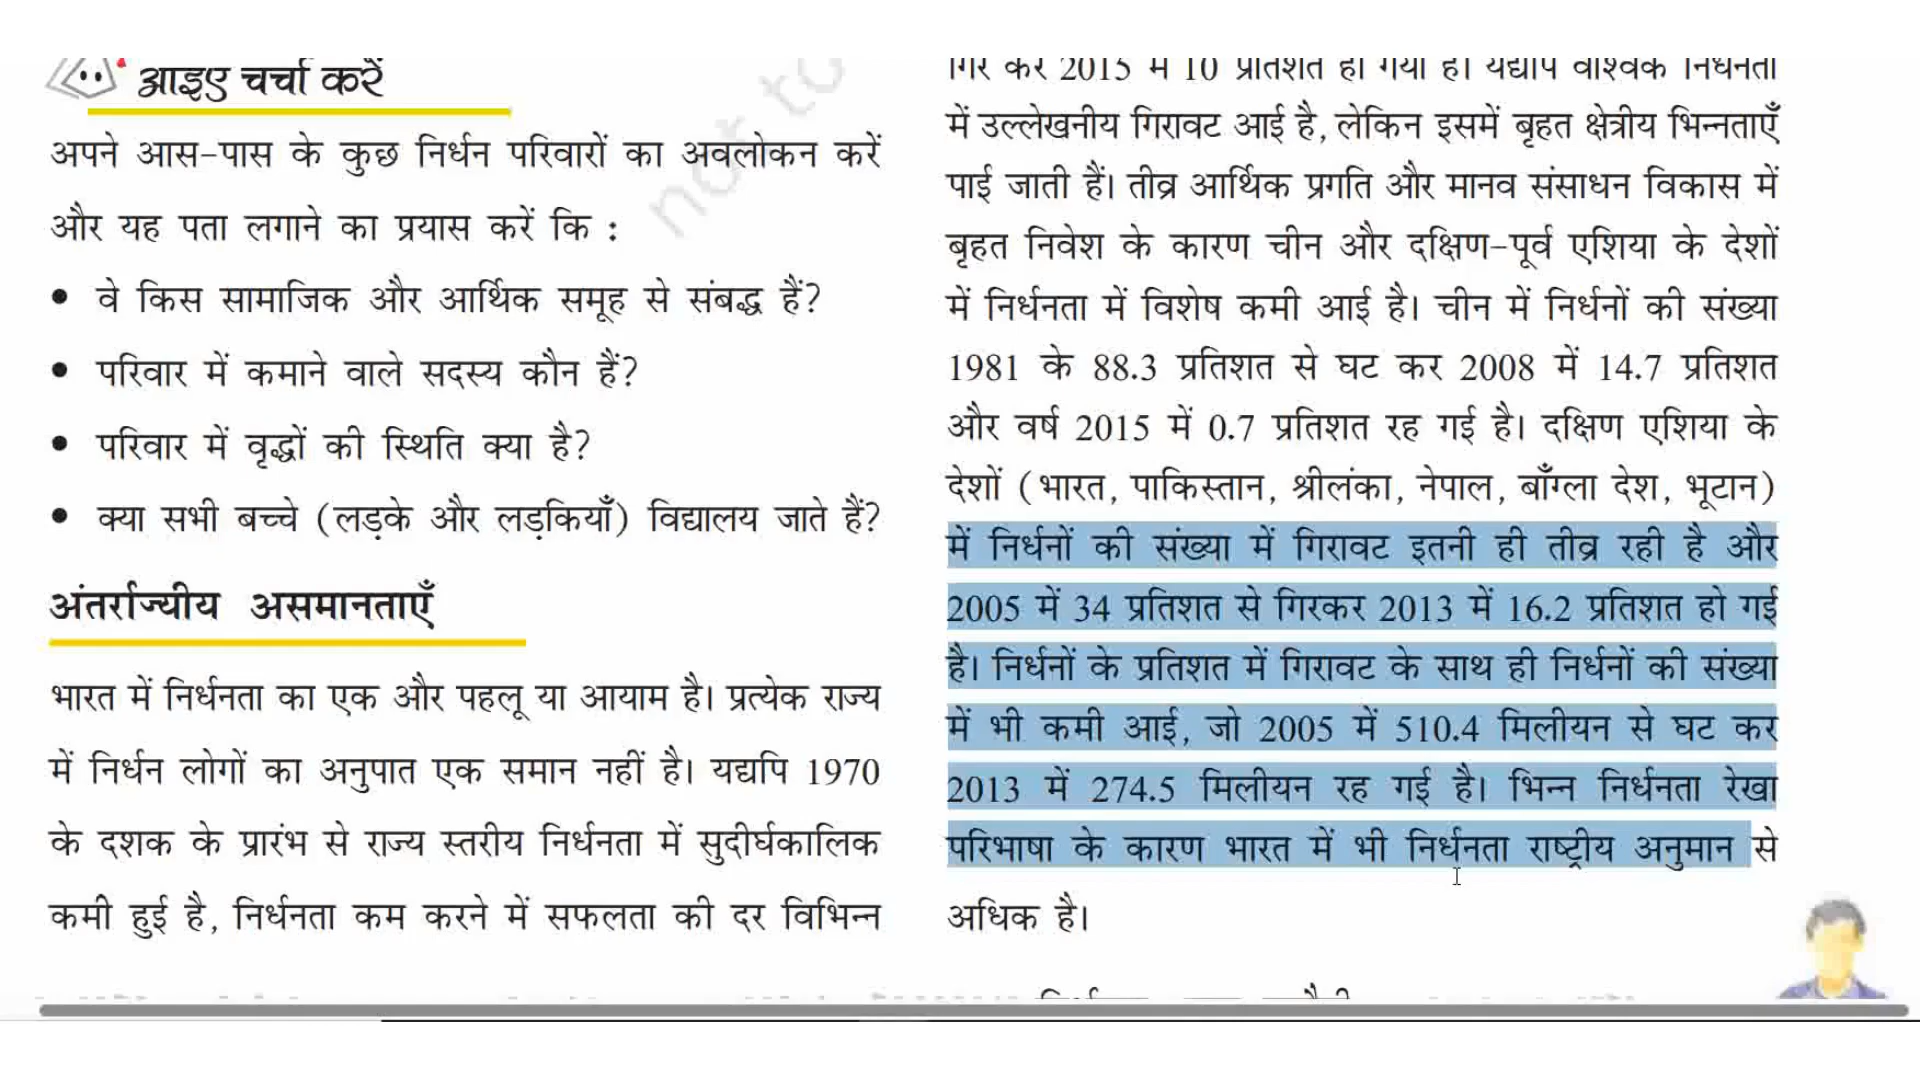 आइए चर्चा करें
अपने आस-पास के कुछ निर्धन परिवारों का अवलोकन करें
और यह पता लगाने का प्रयास करें कि :
• वे किस सामाजिक और आर्थिक समूह से संबद्ध हैं?
• परिवार में कमाने वाले सदस्य कौन हैं?
• परिवार में वृद्धों की स्थिति क्या है?
• क्या सभी बच्चे (लड़के और लड़कियाँ) विद्यालय जाते हैं?
अंतर्राज्यीय असमानताएँ
भारत में निर्धनता का एक और पहलू या आयाम है। प्रत्येक राज्य
में निर्धन लोगों का अनुपात एक समान नहीं है। यद्यपि 1970
के दशक के प्रारंभ से राज्य स्तरीय निर्धनता में सुदीर्घकालिक
कमी हुई है, निर्धनता कम करने में सफलता की दर विभिन्न
not to
गिर कर 2015 में 10 प्रतिशत हो गया है। यद्यपि वैश्विक निर्धनता
में उल्लेखनीय गिरावट आई है, लेकिन इसमें बृहत क्षेत्रीय भिन्नताएँ
पाई जाती हैं। तीव्र आर्थिक प्रगति और मानव संसाधन विकास में
बृहत निवेश के कारण चीन और दक्षिण-पूर्व एशिया के देशों
में निर्धनता में विशेष कमी आई है। चीन में निर्धनों की संख्या
1981 के 88.3 प्रतिशत से घट कर 2008 में 14.7 प्रतिशत
और वर्ष 2015 में 0.7 प्रतिशत रह गई है। दक्षिण एशिया के
देशों (भारत, पाकिस्तान, श्रीलंका, नेपाल, बाँग्ला देश, भूटान)
में निर्धनों की संख्या में गिरावट इतनी ही तीव्र रही है और
2005 में 34 प्रतिशत से गिरकर 2013 में 16.2 प्रतिशत हो गई
है। निर्धनों के प्रतिशत में गिरावट के साथ ही निर्धनों की संख्या
में भी कमी आई, जो 2005 में 510.4 मिलीयन से घट कर
2013 में 274.5 मिलीयन रह गई है। भिन्न निर्धनता रेखा
परिभाषा के कारण भारत में भी निर्धनता राष्ट्रीय अनुमान से
अधिक है।